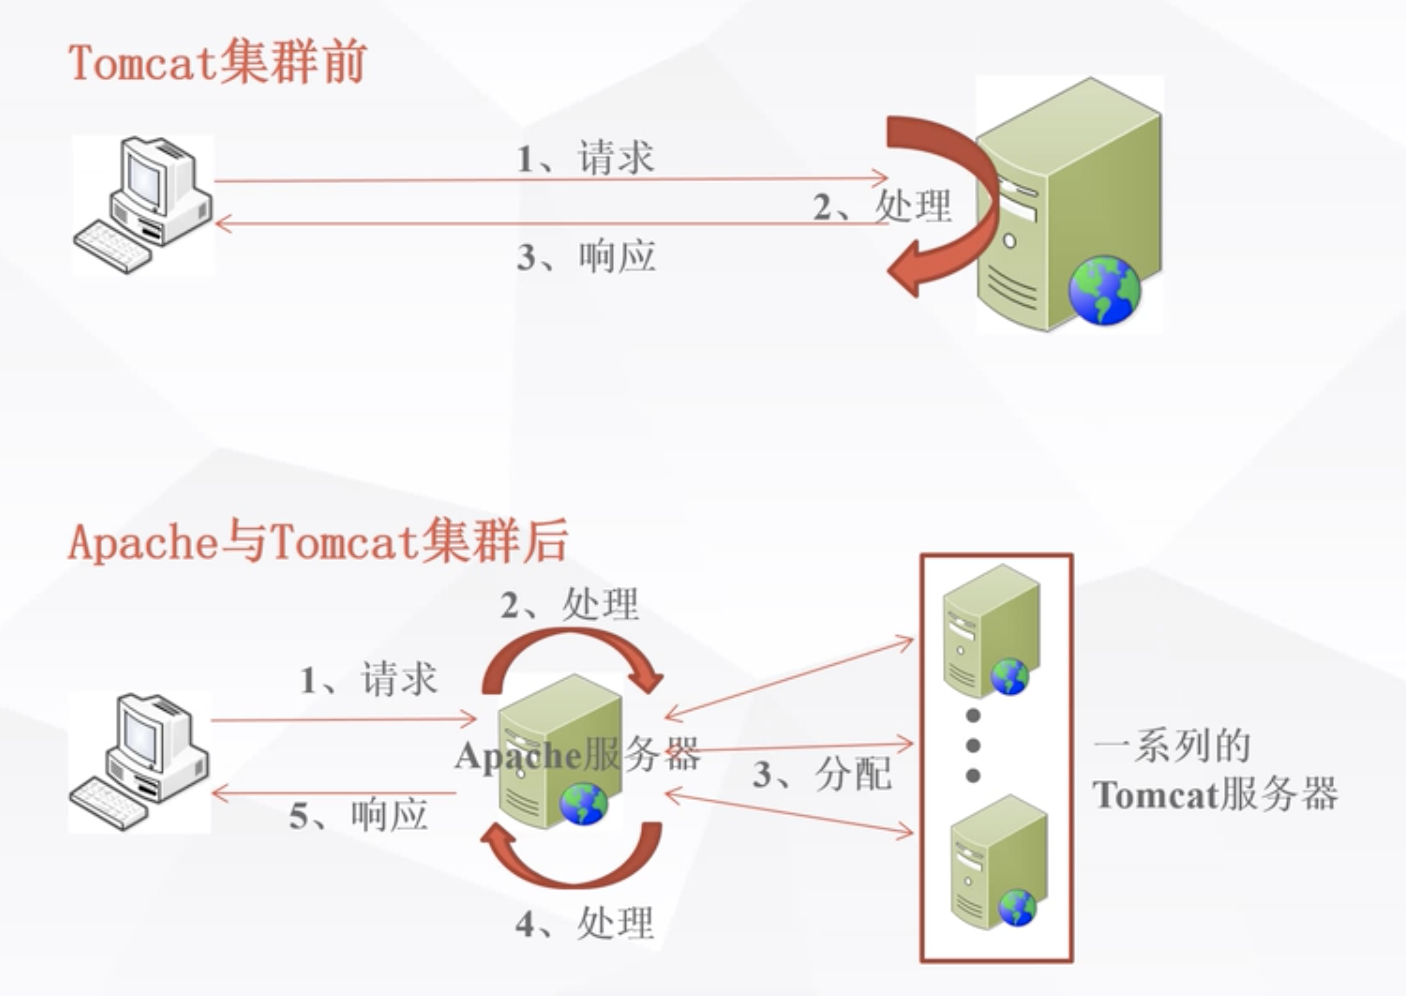 Tomcat集群前
1、请求
2、处理
3、响应
Apache与Tomcat集群后
2、处理
1、请求
Apache服务器
3、分配
5、响应
4、处理
一系列的
Tomcat服务器